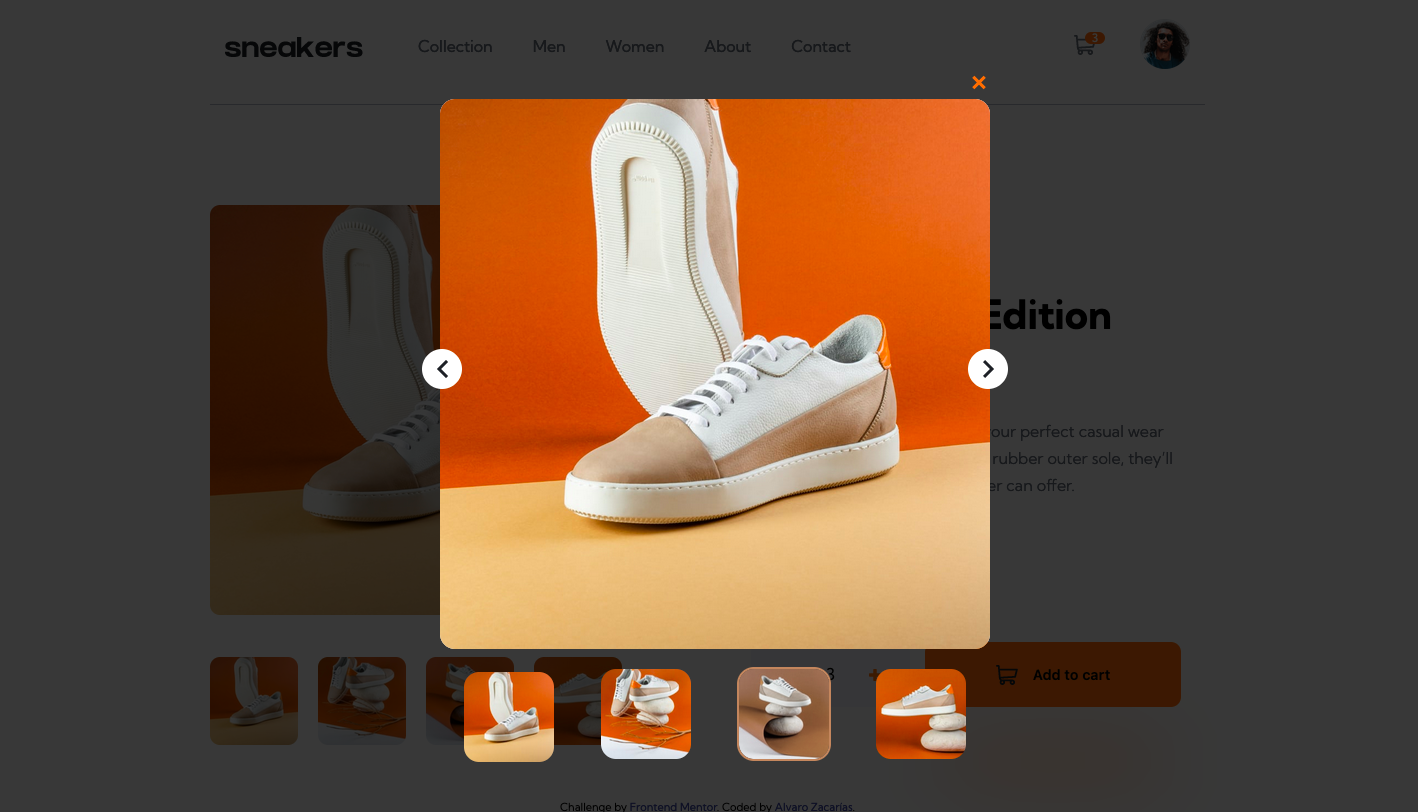 sneakers
Collection Men Women About Contact
3
Edition
our perfect casual wear
rubber outer sole, they'll
er can offer.
3 +
Add to cart
Challenge by Frontend Mentor. Coded by Alvaro Zacarías.